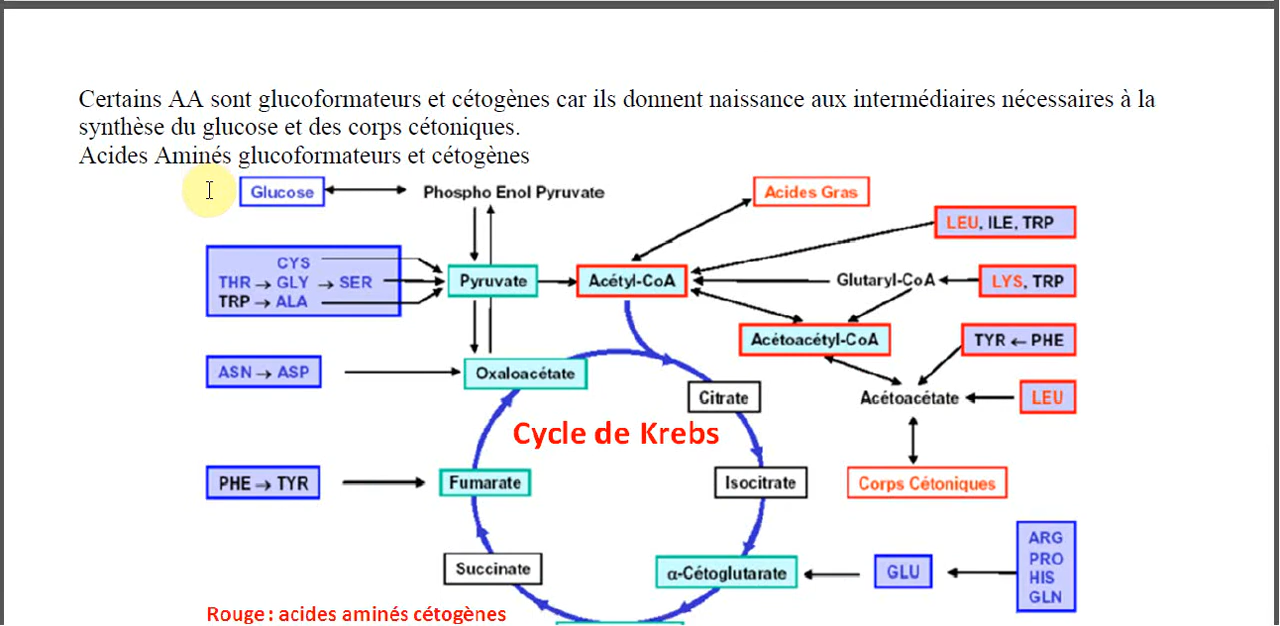 Certains AA sont glucoformateurs et cétogènes car ils donnent naissance aux intermédiaires nécessaires à la
synthèse du glucose et des corps cétoniques.
Acides Aminés glucoformateurs et cétogènes
Glucose
Phospho Enol Pyruvate
Acides Gras
LEU, ILE, TRP
CYS
THR → GLY → SER
TRP → ALA
Pyruvate
Acétyl-CoA
Glutaryl-CoA
LYS, TRP
Acétoacétyl-CoA
TYR ← PHE
ASN → ASP
Oxaloacétate
Citrate
Acétoacétate
LEU
Cycle de Krebs
PHE → TYR
Fumarate
Isocitrate
Corps Cétoniques
Succinate
α-Cétoglutarate
GLU
ARG
PRO
HIS
GLN
Rouge : acides aminés cétogènes